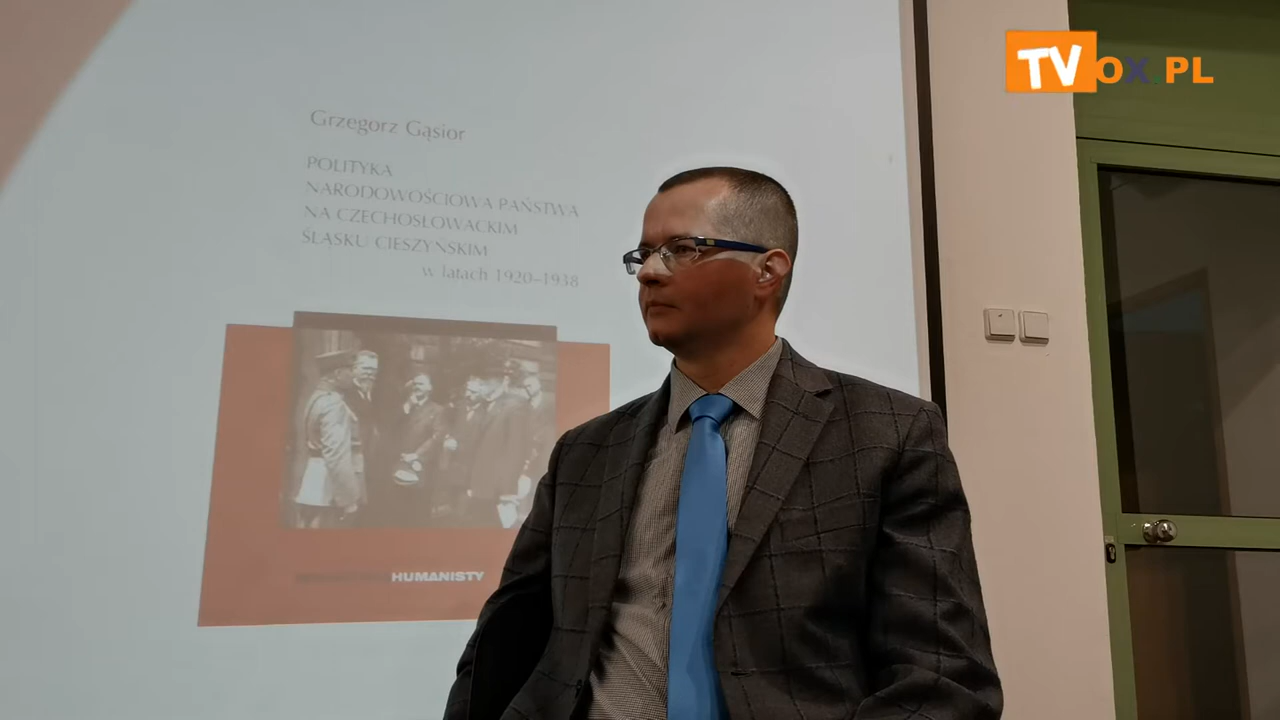 TVOX.PL
Grzegorz Gąsior
POLITYKA
NARODOWOŚCIOWA PAŃSTWA
NA CZECHOSŁOWACKIM
ŚLĄSKU CIESZYŃSKIM
w latach 1920–1938
HUMANISTY